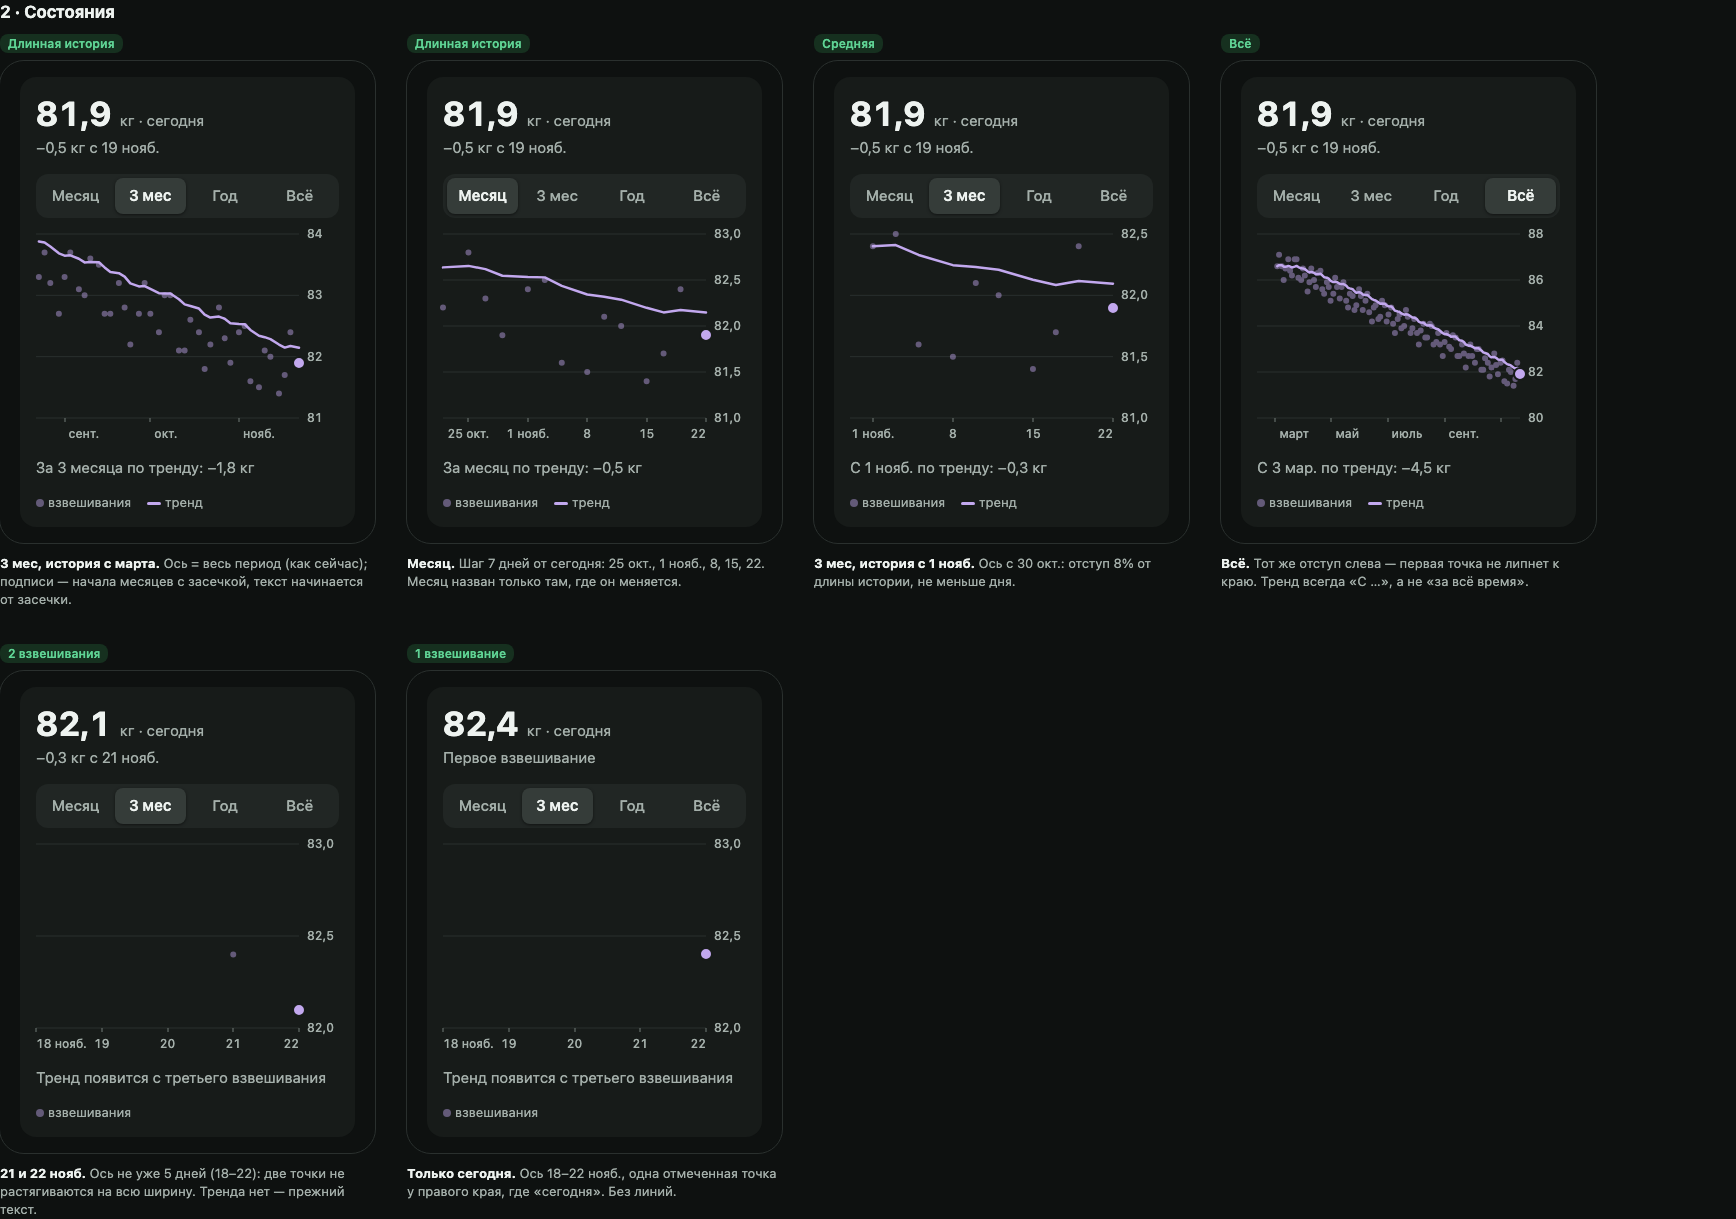 2 · Состояния
Длинная история
81,9 кг · сегодня
−0,5 кг с 19 нояб.
Месяц 3 мес Год Всё
84
83
82
81
сент. окт. нояб.
За 3 месяца по тренду: −1,8 кг
взвешивания тренд
3 мес, история с марта. Ось = весь период (как сейчас);
подписи — начала месяцев с засечкой, текст начинается
от засечки.
Длинная история
81,9 кг · сегодня
−0,5 кг с 19 нояб.
Месяц 3 мес Год Всё
83,0
82,5
82,0
81,5
81,0
25 окт. 1 нояб. 8 15 22
За месяц по тренду: −0,5 кг
взвешивания тренд
Месяц. Шаг 7 дней от сегодня: 25 окт., 1 нояб., 8, 15, 22.
Месяц назван только там, где он меняется.
Средняя
81,9 кг · сегодня
−0,5 кг с 19 нояб.
Месяц 3 мес Год Всё
82,5
82,0
81,5
81,0
1 нояб. 8 15 22
С 1 нояб. по тренду: −0,3 кг
взвешивания тренд
3 мес, история с 1 нояб. Ось с 30 окт.: отступ 8% от
длины истории, не меньше дня.
Всё
81,9 кг · сегодня
−0,5 кг с 19 нояб.
Месяц 3 мес Год Всё
88
86
84
82
80
март май июль сент.
С 3 мар. по тренду: −4,5 кг
взвешивания тренд
Всё. Тот же отступ слева — первая точка не липнет к
краю. Тренд всегда «С …», а не «за всё время».
2 взвешивания
82,1 кг · сегодня
−0,3 кг с 21 нояб.
Месяц 3 мес Год Всё
83,0
82,5
82,0
18 нояб. 19 20 21 22
Тренд появится с третьего взвешивания
взвешивания
21 и 22 нояб. Ось не уже 5 дней (18–22): две точки не
растягиваются на всю ширину. Тренда нет — прежний
текст.
1 взвешивание
82,4 кг · сегодня
Первое взвешивание
Месяц 3 мес Год Всё
83,0
82,5
82,0
18 нояб. 19 20 21 22
Тренд появится с третьего взвешивания
взвешивания
Только сегодня. Ось 18–22 нояб., одна отмеченная точка
у правого края, где «сегодня». Без линий.